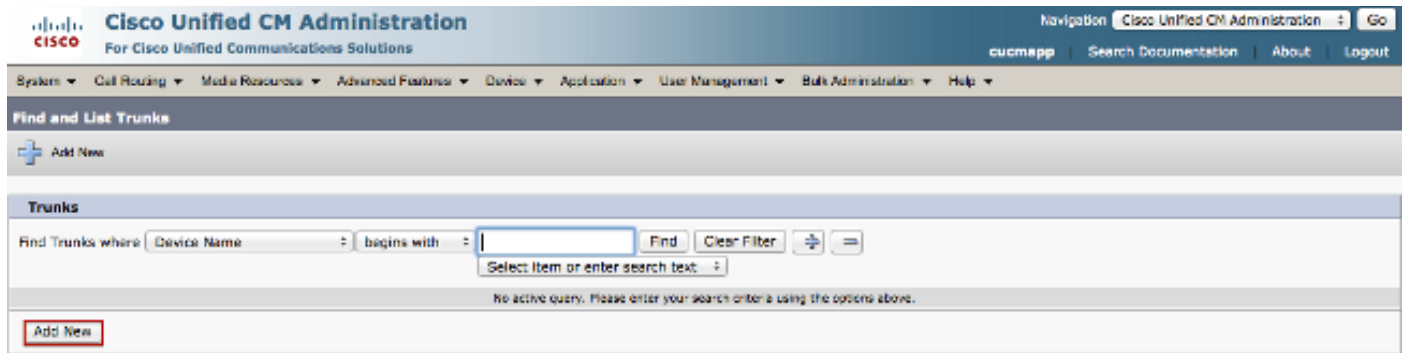 Cisco Unified CM Administration
CISCO
For Cisco Unified Communications Solutions
Navigation Cisco Unified CM Administration Go
cucmapp Search Documentation About Logout
System Call Routing Media Resources Advanced Features Device Application User Management Bulk Administration Help
Find and List Trunks
Add New
Trunks
Find Trunks where Device Name begins with Find Clear Filter
Select item or enter search text
No active query. Please enter your search criteria using the options above.
Add New